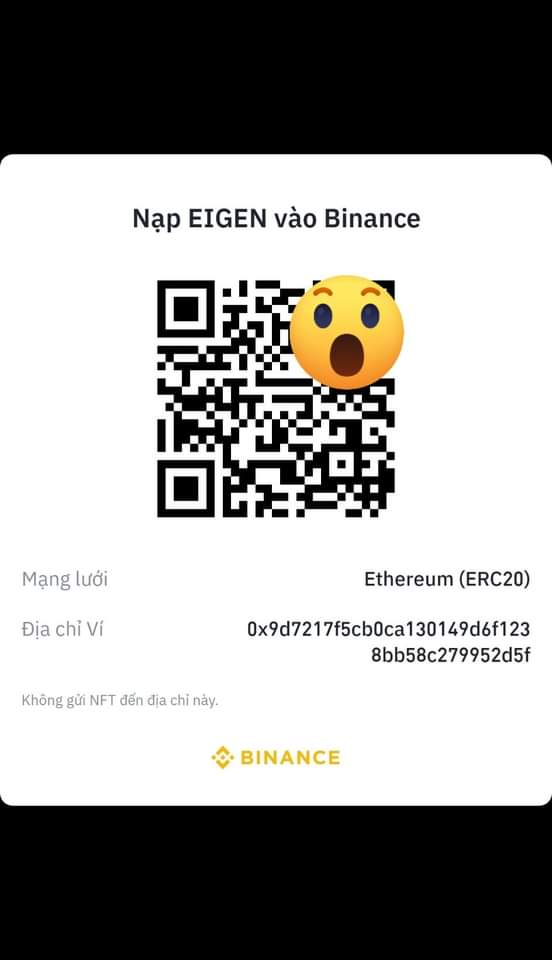 Nạp EIGEN vào Binance
Mạng lưới Ethereum (ERC20)
Địa chỉ Ví 0x9d7217f5cb0ca130149d6f123
8bb58c279952d5f
Không gửi NFT đến địa chỉ này.
BINANCE